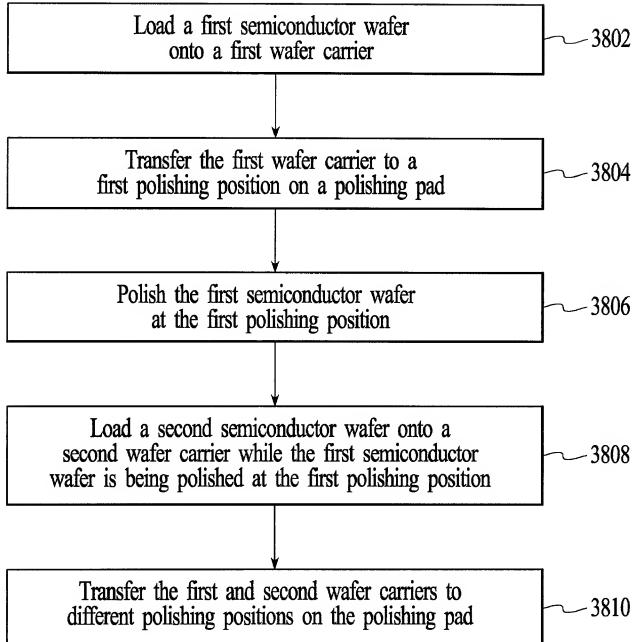 Load a first semiconductor wafer
onto a first wafer carrier
3802
Transfer the first wafer carrier to a
first polishing position on a polishing pad
3804
Polish the first semiconductor wafer
at the first polishing position
3806
Load a second semiconductor wafer onto a
second wafer carrier while the first semiconductor
wafer is being polished at the first polishing position
3808
Transfer the first and second wafer carriers to
different polishing positions on the polishing pad
3810